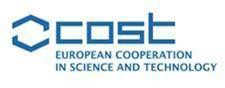 cost
EUROPEAN COOPERATION
IN SCIENCE AND TECHNOLOGY